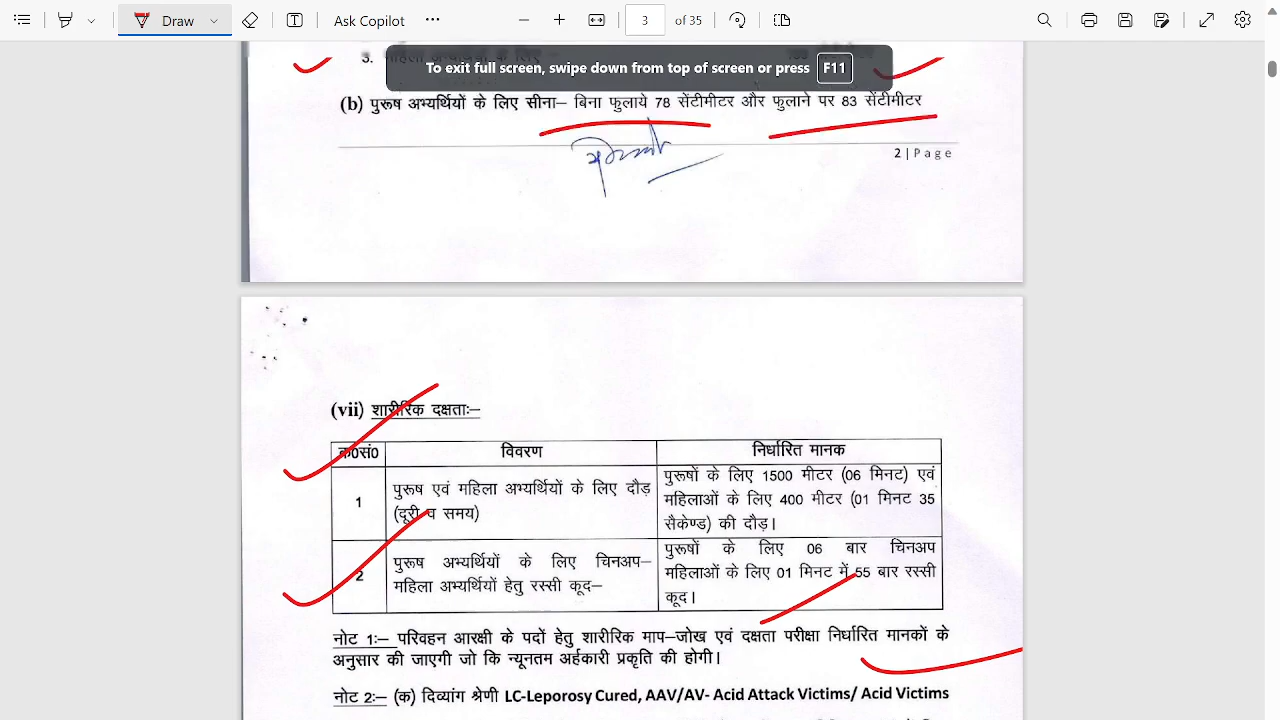 Draw
Ask Copilot
3 of 35
To exit full screen, swipe down from top of screen or press F11
(b) पुरूष अभ्यर्थियों के लिए सीना– बिना फुलाये 78 सेंटीमीटर और फुलाने पर 83 सेंटीमीटर
2 | Page
(vii) शारीरिक दक्षताः–
क0सं0 विवरण निर्धारित मानक
1
पुरूष एवं महिला अभ्यर्थियों के लिए दौड़
(दूरी व समय)
पुरूषों के लिए 1500 मीटर (06 मिनट) एवं
महिलाओं के लिए 400 मीटर (01 मिनट 35
सेकेण्ड) की दौड़।
2
पुरूष अभ्यर्थियों के लिए चिनअप–
महिला अभ्यर्थियों हेतु रस्सी कूद–
पुरूषों के लिए 06 बार चिनअप
महिलाओं के लिए 01 मिनट में 55 बार रस्सी
कूद।
नोट 1ः– परिवहन आरक्षी के पदों हेतु शारीरिक माप–जोख एवं दक्षता परीक्षा निर्धारित मानकों के
अनुसार की जाएगी जो कि न्यूनतम अर्हकारी प्रकृति की होगी।
नोट 2ः– (क) दिव्यांग श्रेणी LC-Leporosy Cured, AAV/AV- Acid Attack Victims/ Acid Victims